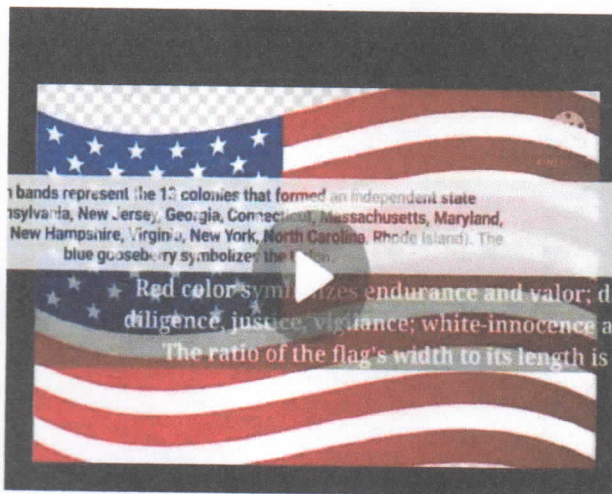 n bands represent the 13 colonies that formed an independent state
nsylvania, New Jersey, Georgia, Connecticut, Massachusetts, Maryland,
New Hampshire, Virginia, New York, North Carolina, Rhode Island). The
blue gooseberry symbolizes the Union.
Red color symbolizes endurance and valor; d
diligence, justice, vigilance; white-innocence a
The ratio of the flag's width to its length is